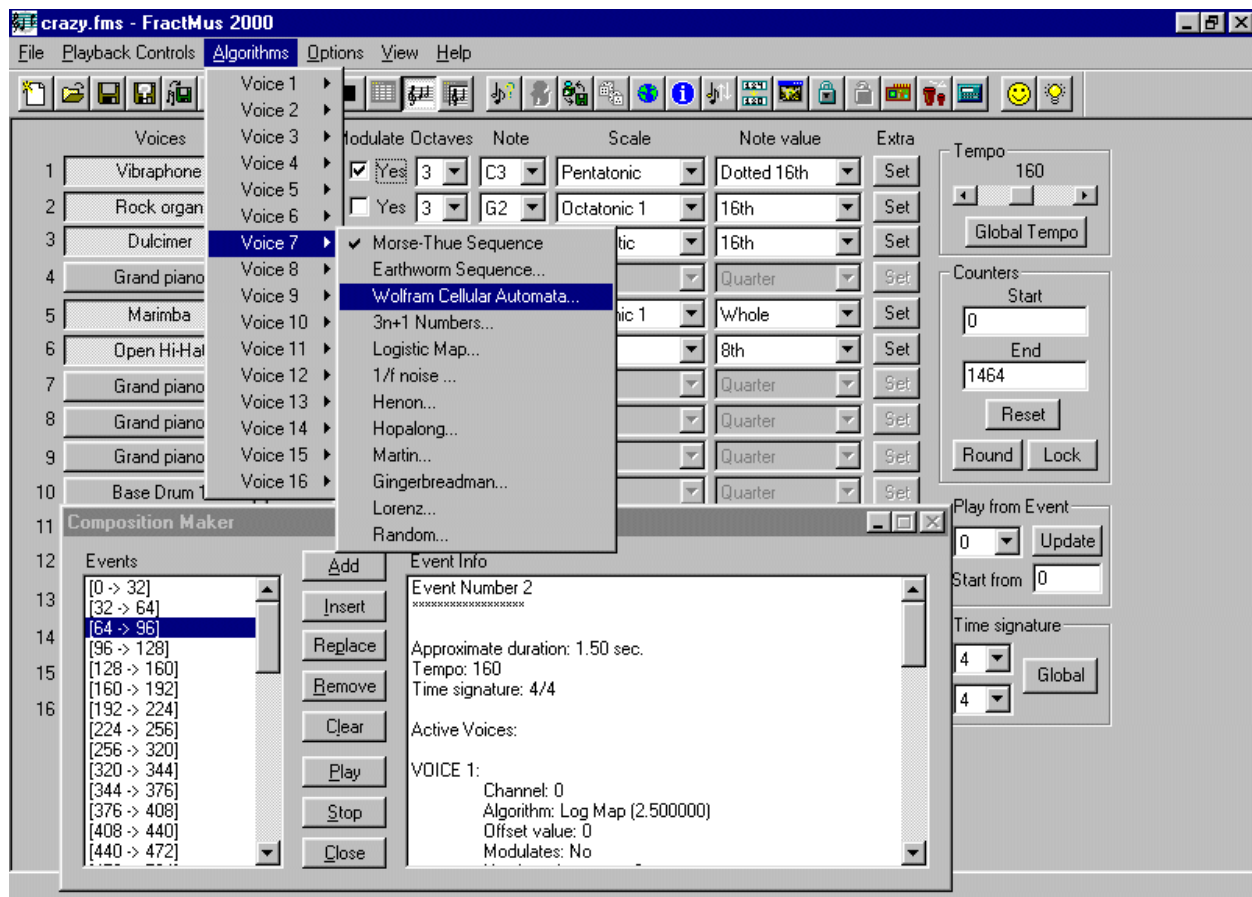 crazy.fms - FractMus 2000
File Playback Controls Algorithms Options View Help
Voices Modulate Octaves Note Scale Note value Extra
1 Vibraphone Yes 3 C3 Pentatonic Dotted 16th Set
2 Rock organ Yes 3 G2 Octatonic 1 16th Set
3 Dulcimer tic 16th Set
4 Grand piano Quarter Set
5 Marimba nic 1 Whole Set
6 Open Hi-Hat 8th Set
7 Grand piano Quarter Set
8 Grand piano Quarter Set
9 Grand piano Quarter Set
10 Base Drum 1 Quarter Set
11
12
13
14
15
16
Voice 1
Voice 2
Voice 3
Voice 4
Voice 5
Voice 6
Voice 7
Voice 8
Voice 9
Voice 10
Voice 11
Voice 12
Voice 13
Voice 14
Voice 15
Voice 16
Morse-Thue Sequence
Earthworm Sequence...
Wolfram Cellular Automata...
3n+1 Numbers...
Logistic Map...
1/f noise ...
Henon...
Hopalong...
Martin...
Gingerbreadman...
Lorenz...
Random...
Tempo
160
Global Tempo
Counters
Start
0
End
1464
Reset
Round Lock
Play from Event
0 Update
Start from 0
Time signature
4
Global
4
Composition Maker
Events
[0 -> 32]
[32 -> 64]
[64 -> 96]
[96 -> 128]
[128 -> 160]
[160 -> 192]
[192 -> 224]
[224 -> 256]
[256 -> 320]
[320 -> 344]
[344 -> 376]
[376 -> 408]
[408 -> 440]
[440 -> 472]
Add
Insert
Replace
Remove
Clear
Play
Stop
Close
Event Info
Event Number 2
×××××××××××××××××××
Approximate duration: 1.50 sec.
Tempo: 160
Time signature: 4/4
Active Voices:
VOICE 1:
Channel: 0
Algorithm: Log Map (2.500000)
Offset value: 0
Modulates: No